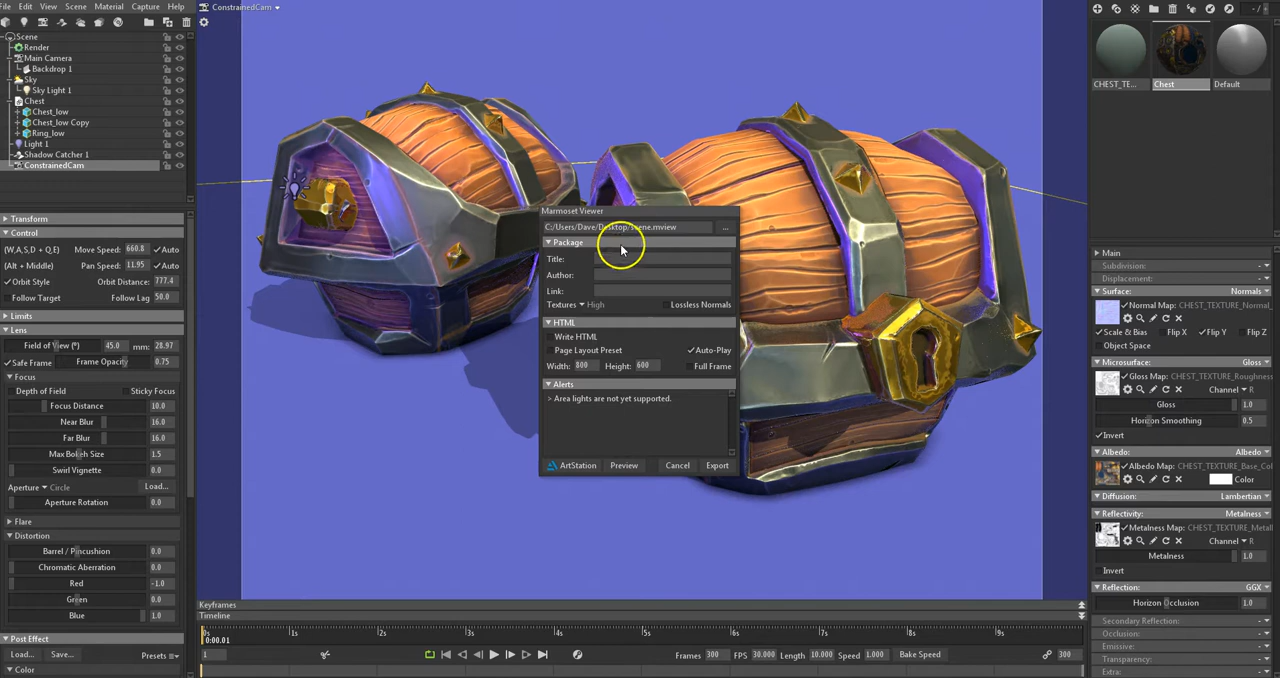 File Edit View Scene Material Capture Help
ConstrainedCam
Scene
Render
Main Camera
Backdrop 1
Sky
Sky Light 1
Chest
Chest_low
Chest_low Copy
Ring_low
Light 1
Shadow Catcher 1
ConstrainedCam
Transform
Control
(W,A,S,D + Q,E) Move Speed: 660.8 Auto
(Alt + Middle) Pan Speed: 11.95 Auto
Orbit Style Orbit Distance: 777.4
Follow Target Follow Lag 50.0
Limits
Lens
Field of View (°) 45.0 mm: 28.97
Safe Frame Frame Opacity 0.75
Focus
Depth of Field Sticky Focus
Focus Distance 10.0
Near Blur 16.0
Far Blur 16.0
Max Bokeh Size 1.5
Swirl Vignette 0.0
Aperture Circle Load...
Aperture Rotation 0.0
Flare
Distortion
Barrel / Pincushion 0.0
Chromatic Aberration 0.0
Red -1.0
Green 0.0
Blue 1.0
Post Effect
Load... Save... Presets
Color
Marmoset Viewer
C:/Users/Dave/Desktop/scene.mview ...
Package
Title:
Author:
Link:
Textures High Lossless Normals
HTML
Write HTML
Page Layout Preset Auto-Play
Width: 800 Height: 600 Full Frame
Alerts
> Area lights are not yet supported.
ArtStation Preview Cancel Export
Keyframes
Timeline
0s 1s 2s 3s 4s 5s 6s 7s 8s 9s
0:00.01
1 Frames 300 FPS 30.000 Length 10.000 Speed 1.000 Bake Speed 300
CHEST_TE... Chest Default
Main
Subdivision:
Displacement:
Surface: Normals
Normal Map: CHEST_TEXTURE_Normal_
Scale & Bias Flip X Flip Y Flip Z
Object Space
Microsurface: Gloss
Gloss Map: CHEST_TEXTURE_Roughness
Channel R
Gloss 1.0
Horizon Smoothing 0.5
Invert
Albedo: Albedo
Albedo Map: CHEST_TEXTURE_Base_Col
Color
Diffusion: Lambertian
Reflectivity: Metalness
Metalness Map: CHEST_TEXTURE_Metall
Channel R
Metalness 1.0
Invert
Reflection: GGX
Horizon Occlusion 1.0
Secondary Reflection:
Occlusion:
Emissive:
Transparency:
Extra: